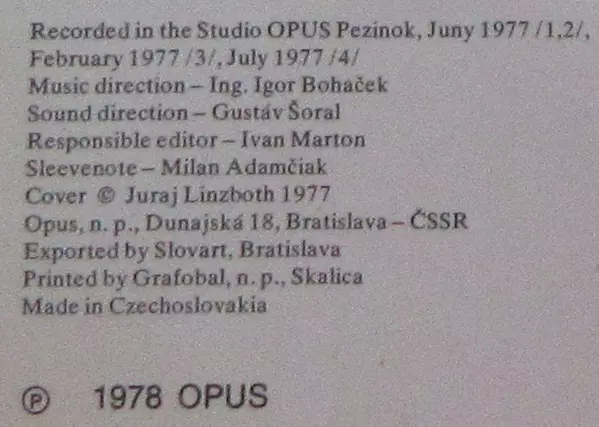 Recorded in the Studio OPUS Pezinok, Juny 1977 /1,2/,
February 1977 /3/, July 1977 /4/
Music direction – Ing. Igor Bohaček
Sound direction – Gustáv Šoral
Responsible editor – Ivan Marton
Sleevenote – Milan Adamčiak
Cover © Juraj Linzboth 1977
Opus, n. p., Dunajská 18, Bratislava – ČSSR
Exported by Slovart, Bratislava
Printed by Grafobal, n. p., Skalica
Made in Czechoslovakia
℗ 1978 OPUS